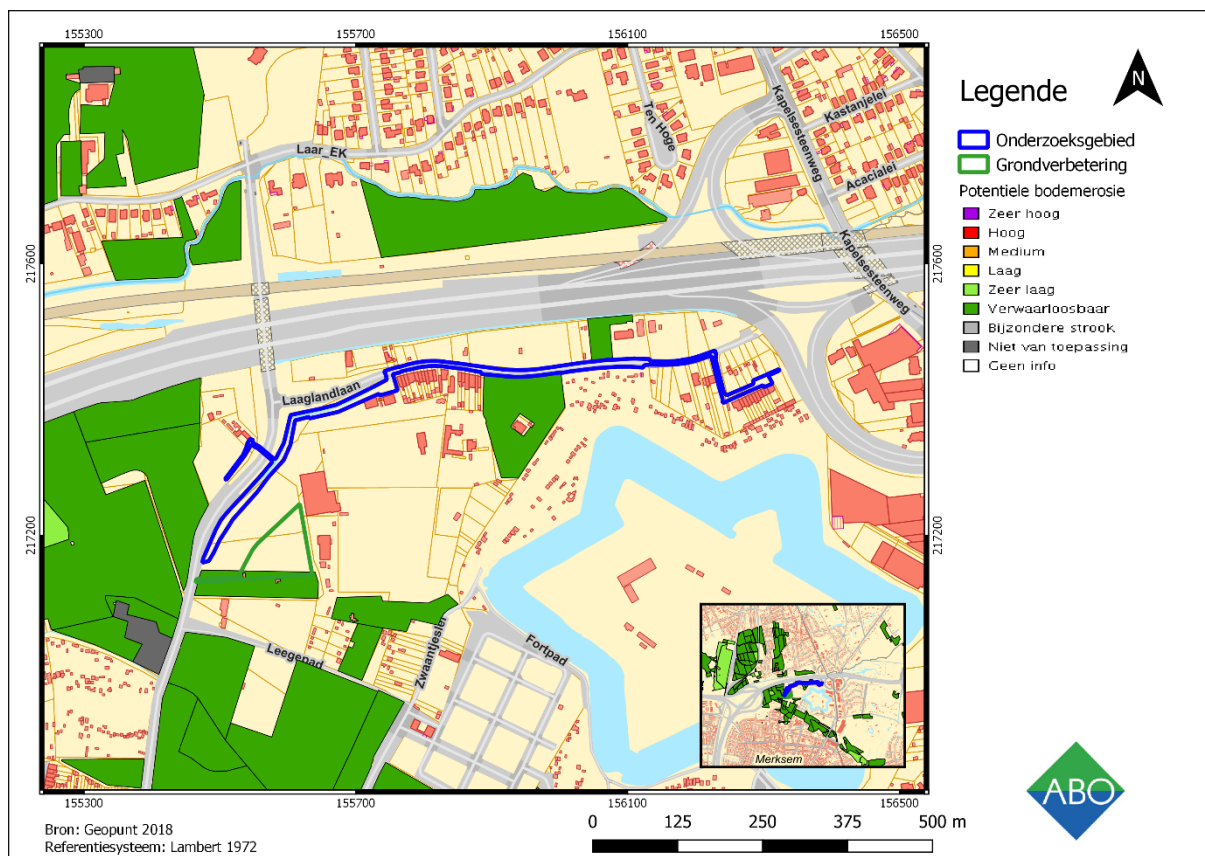 155300
155700
156100
156500
217600
217200
217600
217200
155300
155700
156100
156500
Laar_EK
Ten Hoge
Kapelsesteenweg
Kastanjelei
Acacialei
Kapelsesteenweg
Laaglandlaan
Leegepad
Zwaantjeslei
Fortpad
Merksem
N
Legende
Onderzoeksgebied
Grondverbetering
Potentiele bodemerosie
Zeer hoog
Hoog
Medium
Laag
Zeer laag
Verwaarloosbaar
Bijzondere strook
Niet van toepassing
Geen info
ABO
Bron: Geopunt 2018
Referentiesysteem: Lambert 1972
0 125 250 375 500 m